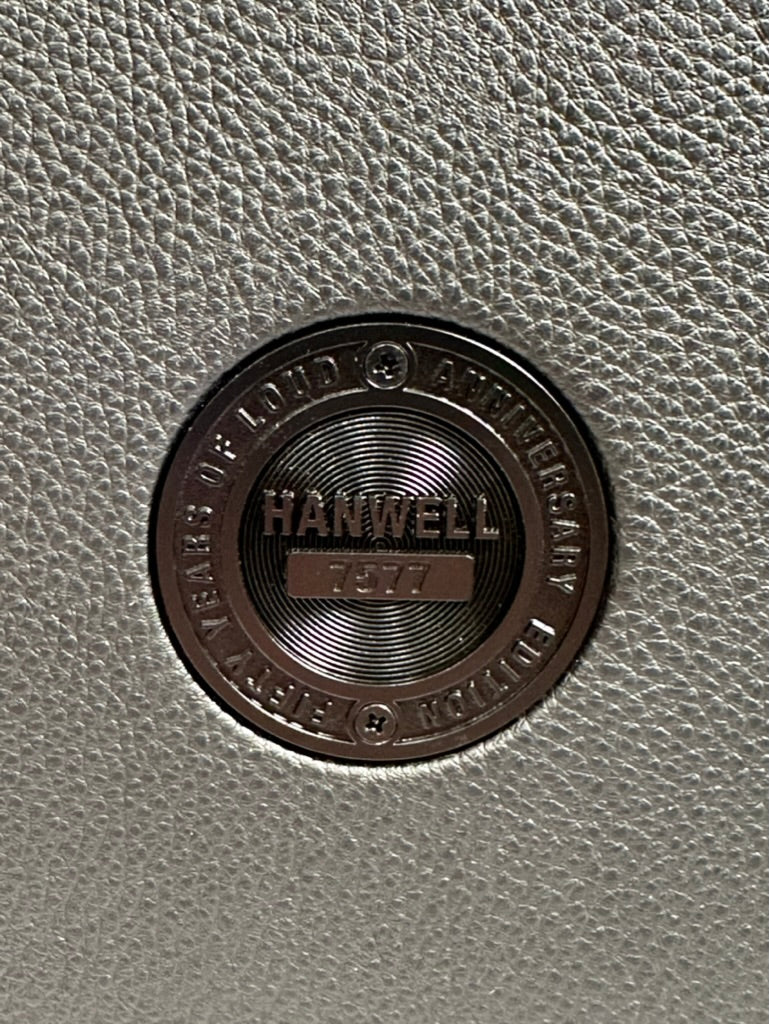 FIFTY YEARS OF LOUD
ANNIVERSARY EDITION
HANWELL
7577